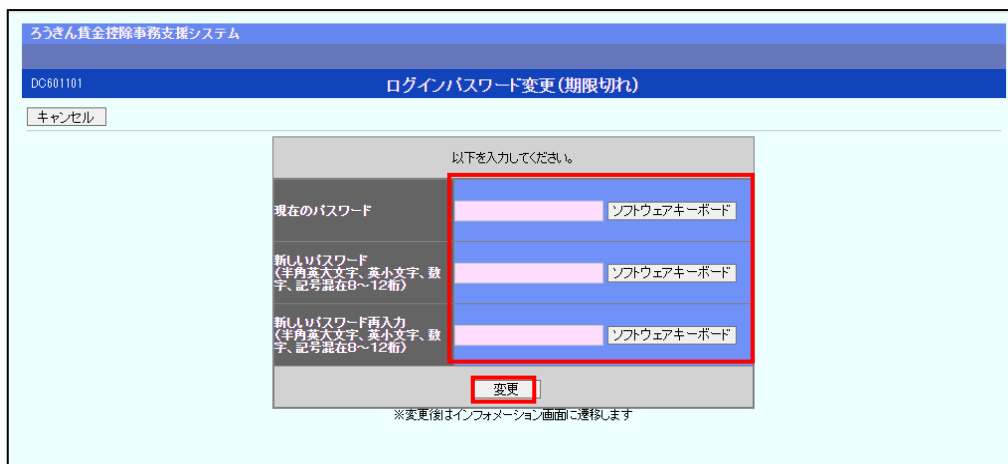 ろうきん賃金控除事務支援システム
DC601101 ログインパスワード変更(期限切れ)
キャンセル
以下を入力してください。
現在のパスワード ソフトウェアキーボード
新しいパスワード
(半角英大文字、英小文字、数
字、記号混在8~12桁)
ソフトウェアキーボード
新しいパスワード再入力
(半角英大文字、英小文字、数
字、記号混在8~12桁)
ソフトウェアキーボード
変更
※変更後はインフォメーション画面に遷移します